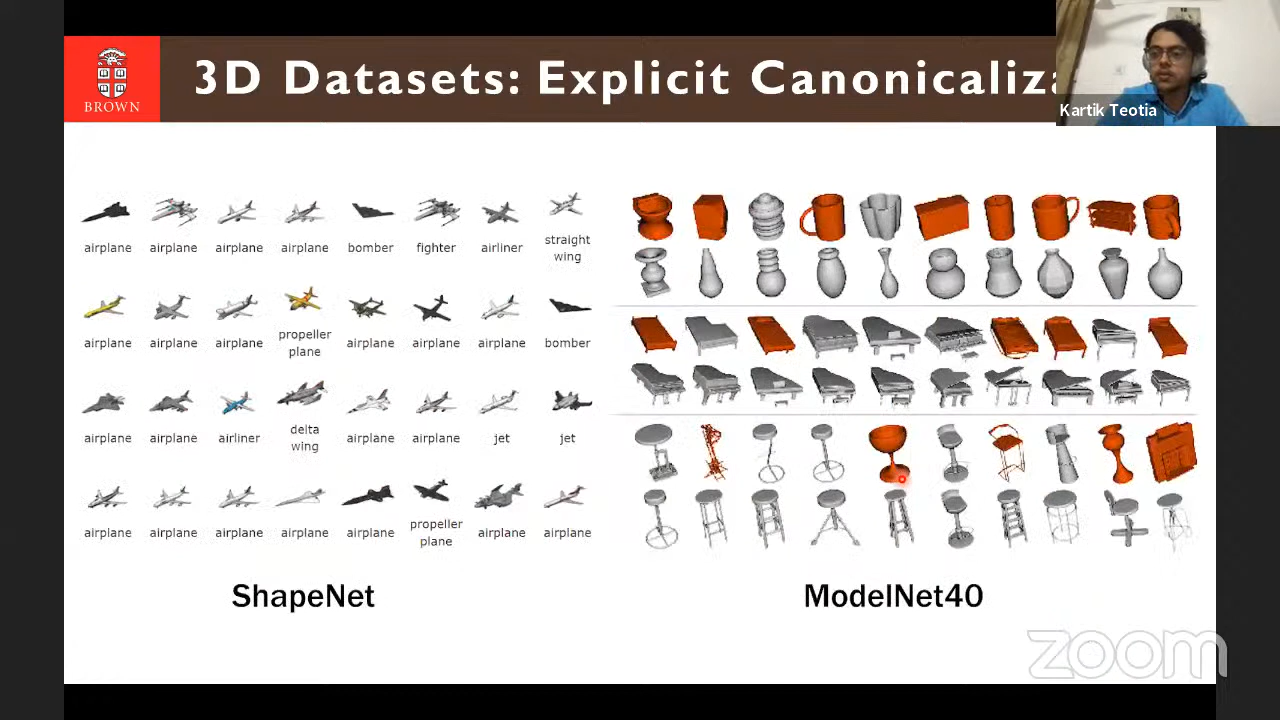 BROWN
3D Datasets: Explicit Canonicaliza
Kartik Teotia
airplane airplane airplane airplane bomber fighter airliner straight wing
airplane airplane airplane propeller plane airplane airplane airplane bomber
airplane airplane airliner delta wing airplane airplane jet jet
airplane airplane airplane airplane airplane propeller plane airplane airplane
ShapeNet
ModelNet40
zoom